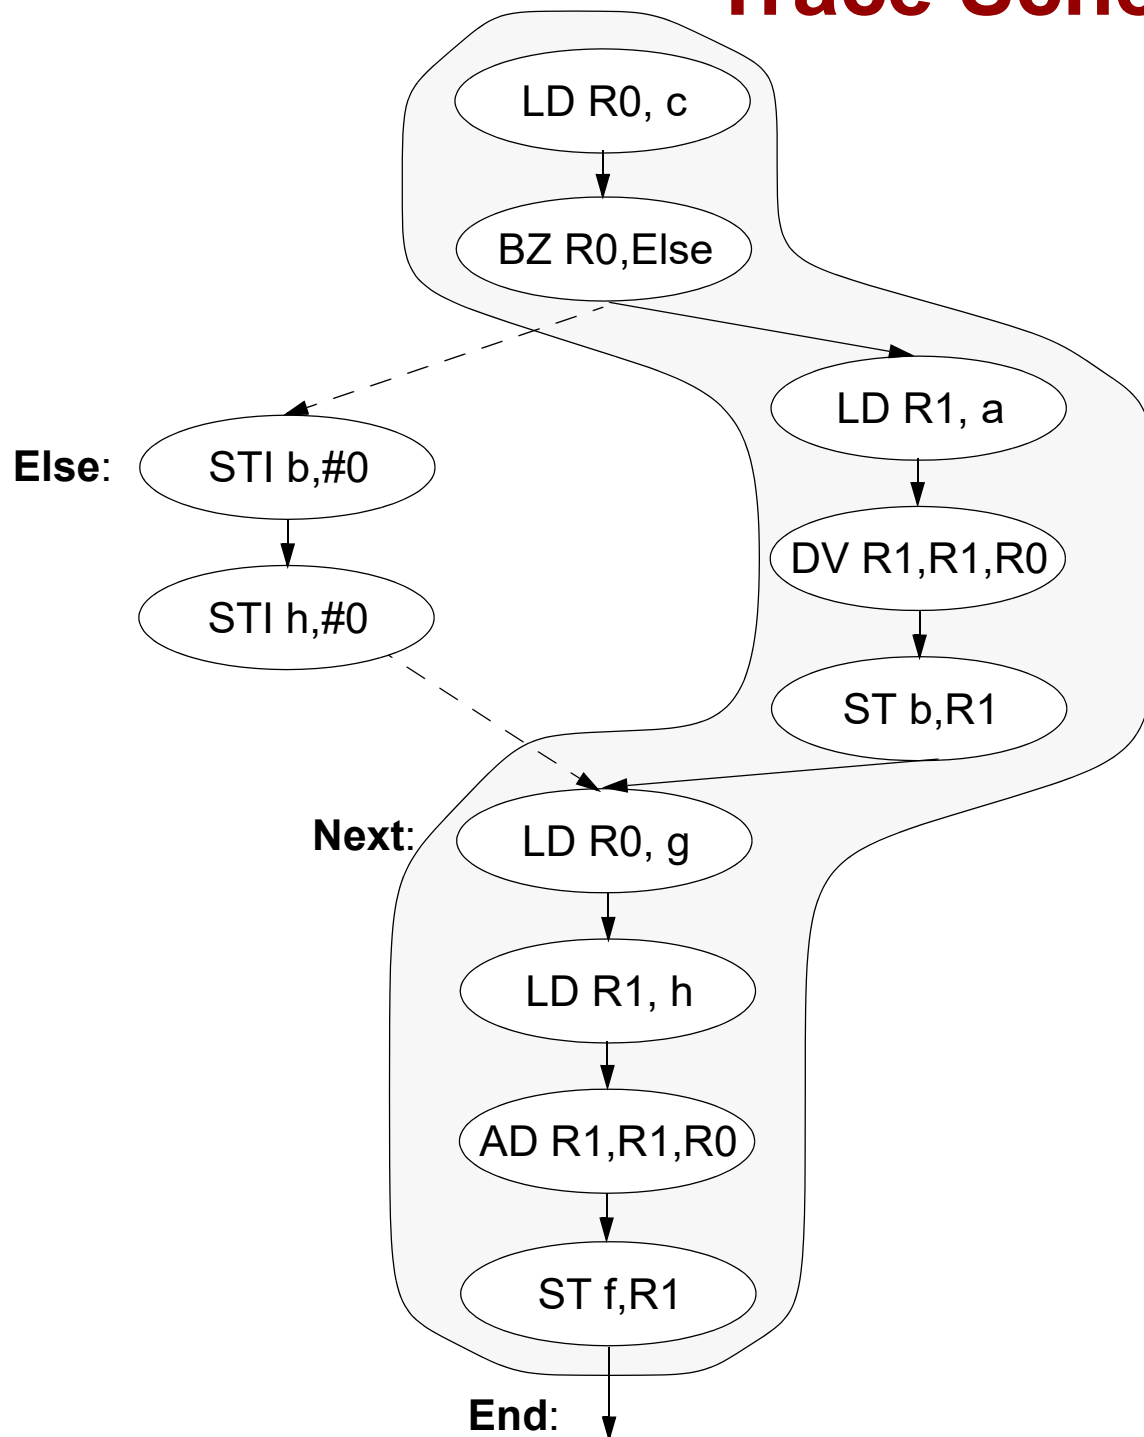 LD R0, c
BZ R0,Else
LD R1, a
Else: STI b,#0
DV R1,R1,R0
STI h,#0
ST b,R1
Next: LD R0, g
LD R1, h
AD R1,R1,R0
ST f,R1
End: